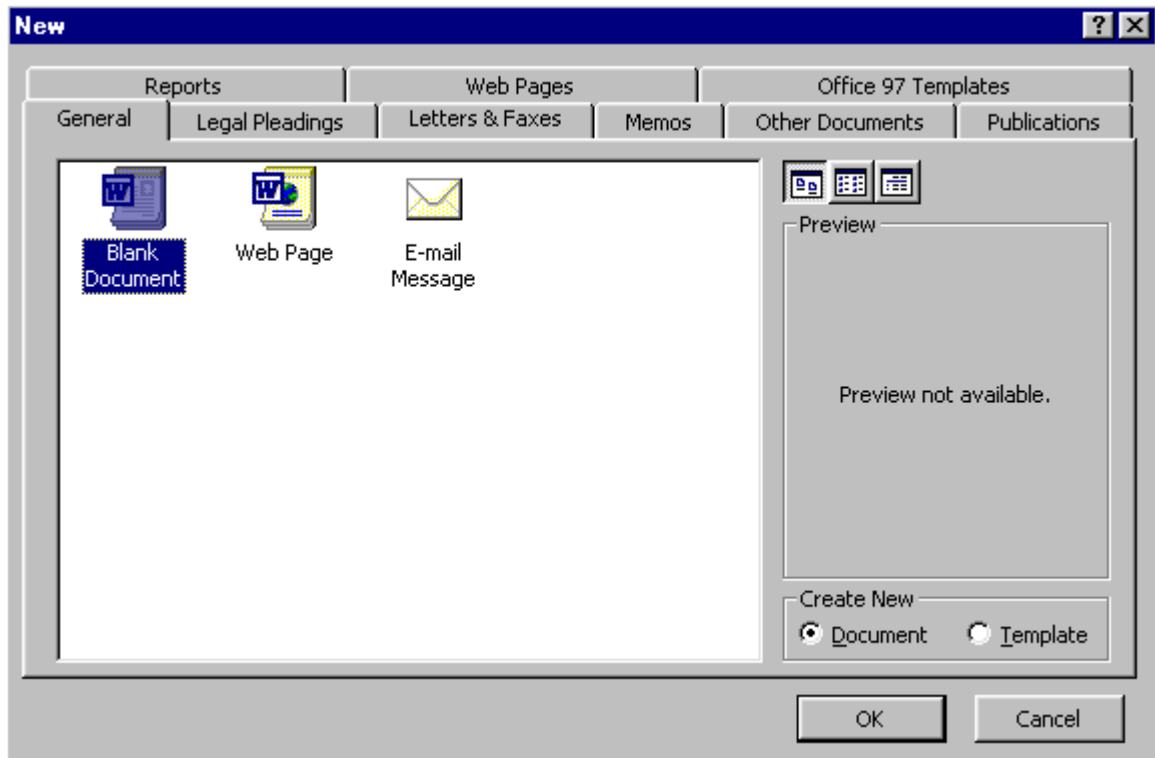 New
Reports Web Pages Office 97 Templates
General Legal Pleadings Letters & Faxes Memos Other Documents Publications
Blank Document
Web Page
E-mail Message
Preview
Preview not available.
Create New
Document Template
OK Cancel